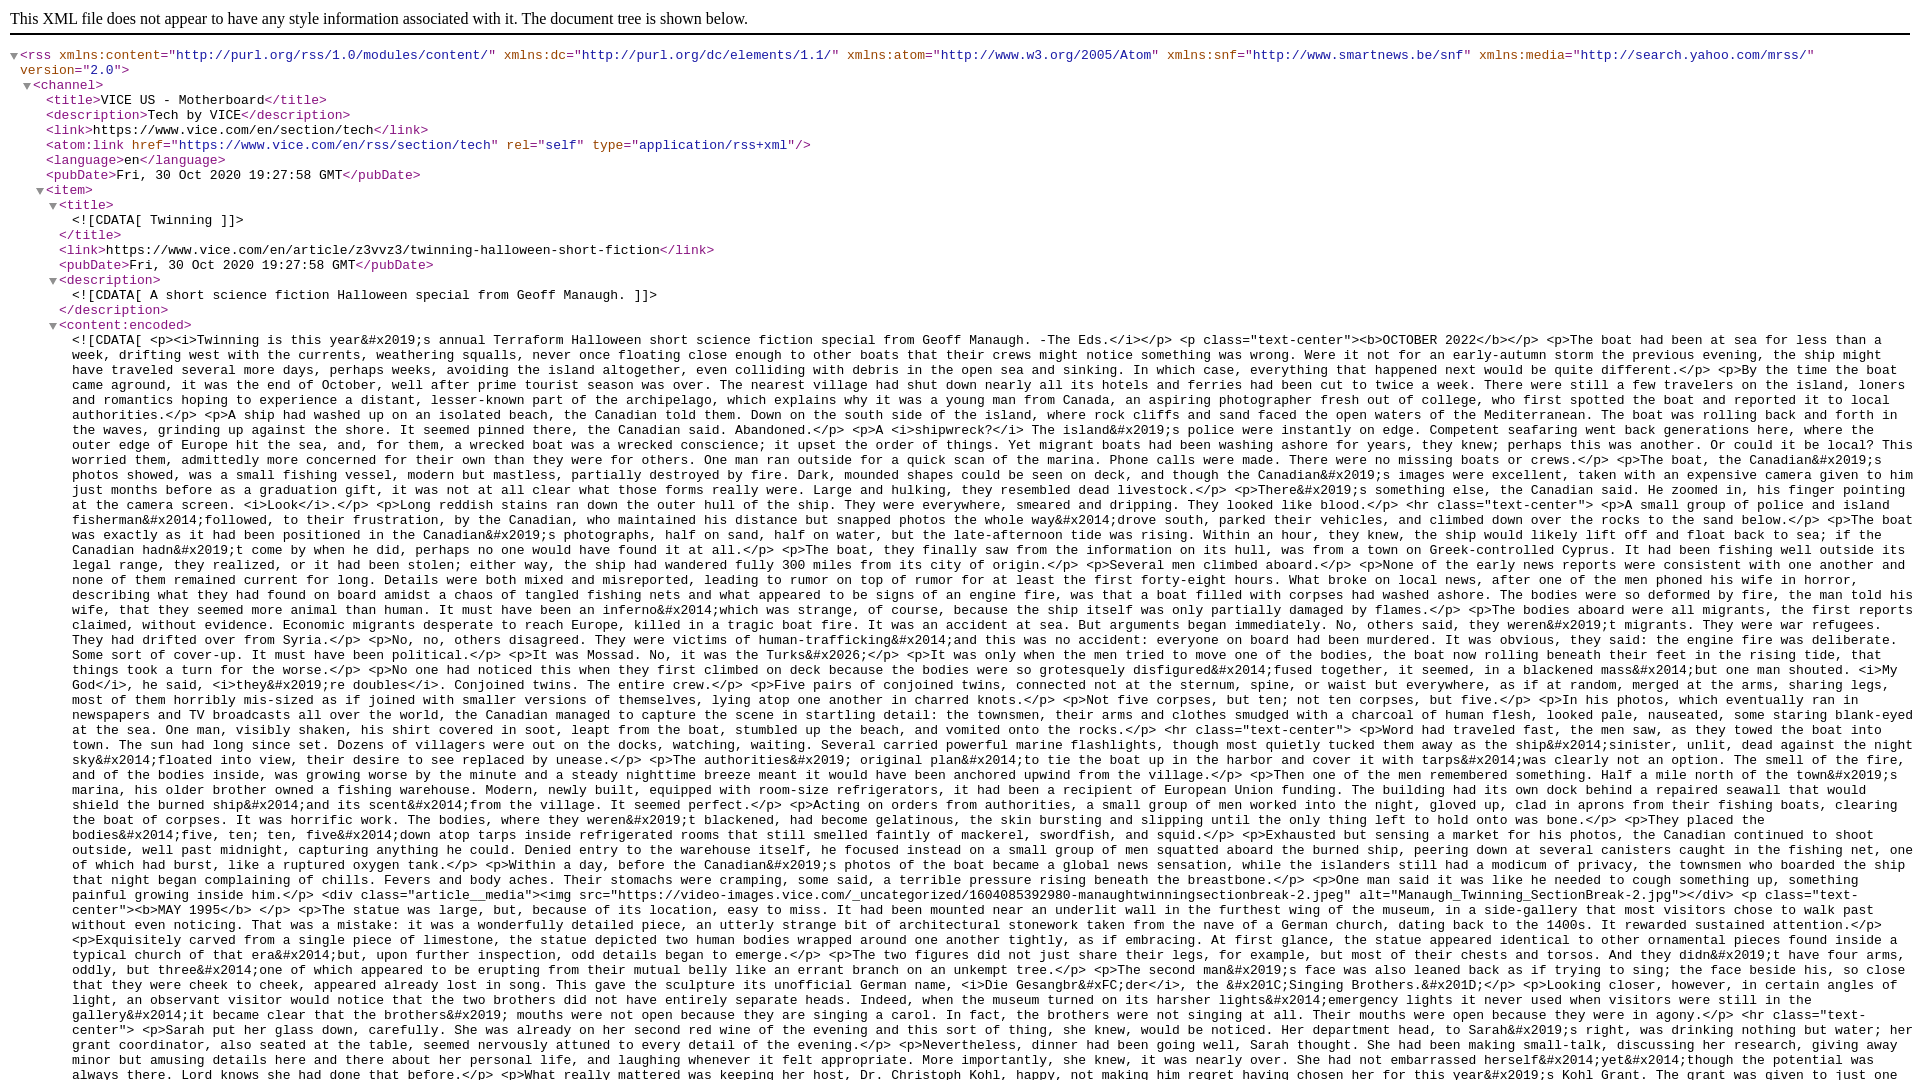 This XML file does not appear to have any style information associated with it. The document tree is shown below.
<rss xmlns:content="http://purl.org/rss/1.0/modules/content/" xmlns:dc="http://purl.org/dc/elements/1.1/" xmlns:atom="http://www.w3.org/2005/Atom" xmlns:snf="http://www.smartnews.be/snf" xmlns:media="http://search.yahoo.com/mrss/"
version="2.0">
<channel>
<title>VICE US - Motherboard</title>
<description>Tech by VICE</description>
<link>https://www.vice.com/en/section/tech</link>
<atom:link href="https://www.vice.com/en/rss/section/tech" rel="self" type="application/rss+xml"/>
<language>en</language>
<pubDate>Fri, 30 Oct 2020 19:27:58 GMT</pubDate>
<item>
<title>
<![CDATA[ Twinning ]]>
</title>
<link>https://www.vice.com/en/article/z3vvz3/twinning-halloween-short-fiction</link>
<pubDate>Fri, 30 Oct 2020 19:27:58 GMT</pubDate>
<description>
<![CDATA[ A short science fiction Halloween special from Geoff Manaugh. ]]>
</description>
<content:encoded>
<![CDATA[ <p><i>Twinning is this year&#x2019;s annual Terraform Halloween short science fiction special from Geoff Manaugh. -The Eds.</i></p> <p class="text-center"><b>OCTOBER 2022</b></p> <p>The boat had been at sea for less than a
week, drifting west with the currents, weathering squalls, never once floating close enough to other boats that their crews might notice something was wrong. Were it not for an early-autumn storm the previous evening, the ship might
have traveled several more days, perhaps weeks, avoiding the island altogether, even colliding with debris in the open sea and sinking. In which case, everything that happened next would be quite different.</p> <p>By the time the boat
came aground, it was the end of October, well after prime tourist season was over. The nearest village had shut down nearly all its hotels and ferries had been cut to twice a week. There were still a few travelers on the island, loners
and romantics hoping to experience a distant, lesser-known part of the archipelago, which explains why it was a young man from Canada, an aspiring photographer fresh out of college, who first spotted the boat and reported it to local
authorities.</p> <p>A ship had washed up on an isolated beach, the Canadian told them. Down on the south side of the island, where rock cliffs and sand faced the open waters of the Mediterranean. The boat was rolling back and forth in
the waves, grinding up against the shore. It seemed pinned there, the Canadian said. Abandoned.</p> <p>A <i>shipwreck?</i> The island&#x2019;s police were instantly on edge. Competent seafaring went back generations here, where the
outer edge of Europe hit the sea, and, for them, a wrecked boat was a wrecked conscience; it upset the order of things. Yet migrant boats had been washing ashore for years, they knew; perhaps this was another. Or could it be local? This
worried them, admittedly more concerned for their own than they were for others. One man ran outside for a quick scan of the marina. Phone calls were made. There were no missing boats or crews.</p> <p>The boat, the Canadian&#x2019;s
photos showed, was a small fishing vessel, modern but mastless, partially destroyed by fire. Dark, mounded shapes could be seen on deck, and though the Canadian&#x2019;s images were excellent, taken with an expensive camera given to him
just months before as a graduation gift, it was not at all clear what those forms really were. Large and hulking, they resembled dead livestock.</p> <p>There&#x2019;s something else, the Canadian said. He zoomed in, his finger pointing
at the camera screen. <i>Look</i>.</p> <p>Long reddish stains ran down the outer hull of the ship. They were everywhere, smeared and dripping. They looked like blood.</p> <hr class="text-center"> <p>A small group of police and island
fisherman&#x2014;followed, to their frustration, by the Canadian, who maintained his distance but snapped photos the whole way&#x2014;drove south, parked their vehicles, and climbed down over the rocks to the sand below.</p> <p>The boat
was exactly as it had been positioned in the Canadian&#x2019;s photographs, half on sand, half on water, but the late-afternoon tide was rising. Within an hour, they knew, the ship would likely lift off and float back to sea; if the
Canadian hadn&#x2019;t come by when he did, perhaps no one would have found it at all.</p> <p>The boat, they finally saw from the information on its hull, was from a town on Greek-controlled Cyprus. It had been fishing well outside its
legal range, they realized, or it had been stolen; either way, the ship had wandered fully 300 miles from its city of origin.</p> <p>Several men climbed aboard.</p> <p>None of the early news reports were consistent with one another and
none of them remained current for long. Details were both mixed and misreported, leading to rumor on top of rumor for at least the first forty-eight hours. What broke on local news, after one of the men phoned his wife in horror,
describing what they had found on board amidst a chaos of tangled fishing nets and what appeared to be signs of an engine fire, was that a boat filled with corpses had washed ashore. The bodies were so deformed by fire, the man told his
wife, that they seemed more animal than human. It must have been an inferno&#x2014;which was strange, of course, because the ship itself was only partially damaged by flames.</p> <p>The bodies aboard were all migrants, the first reports
claimed, without evidence. Economic migrants desperate to reach Europe, killed in a tragic boat fire. It was an accident at sea. But arguments began immediately. No, others said, they weren&#x2019;t migrants. They were war refugees.
They had drifted over from Syria.</p> <p>No, no, others disagreed. They were victims of human-trafficking&#x2014;and this was no accident: everyone on board had been murdered. It was obvious, they said: the engine fire was deliberate.
Some sort of cover-up. It must have been political.</p> <p>It was Mossad. No, it was the Turks&#x2026;</p> <p>It was only when the men tried to move one of the bodies, the boat now rolling beneath their feet in the rising tide, that
things took a turn for the worse.</p> <p>No one had noticed this when they first climbed on deck because the bodies were so grotesquely disfigured&#x2014;fused together, it seemed, in a blackened mass&#x2014;but one man shouted. <i>My
God</i>, he said, <i>they&#x2019;re doubles</i>. Conjoined twins. The entire crew.</p> <p>Five pairs of conjoined twins, connected not at the sternum, spine, or waist but everywhere, as if at random, merged at the arms, sharing legs,
most of them horribly mis-sized as if joined with smaller versions of themselves, lying atop one another in charred knots.</p> <p>Not five corpses, but ten; not ten corpses, but five.</p> <p>In his photos, which eventually ran in
newspapers and TV broadcasts all over the world, the Canadian managed to capture the scene in startling detail: the townsmen, their arms and clothes smudged with a charcoal of human flesh, looked pale, nauseated, some staring blank-eyed
at the sea. One man, visibly shaken, his shirt covered in soot, leapt from the boat, stumbled up the beach, and vomited onto the rocks.</p> <hr class="text-center"> <p>Word had traveled fast, the men saw, as they towed the boat into
town. The sun had long since set. Dozens of villagers were out on the docks, watching, waiting. Several carried powerful marine flashlights, though most quietly tucked them away as the ship&#x2014;sinister, unlit, dead against the night
sky&#x2014;floated into view, their desire to see replaced by unease.</p> <p>The authorities&#x2019; original plan&#x2014;to tie the boat up in the harbor and cover it with tarps&#x2014;was clearly not an option. The smell of the fire,
and of the bodies inside, was growing worse by the minute and a steady nighttime breeze meant it would have been anchored upwind from the village.</p> <p>Then one of the men remembered something. Half a mile north of the town&#x2019;s
marina, his older brother owned a fishing warehouse. Modern, newly built, equipped with room-size refrigerators, it had been a recipient of European Union funding. The building had its own dock behind a repaired seawall that would
shield the burned ship&#x2014;and its scent&#x2014;from the village. It seemed perfect.</p> <p>Acting on orders from authorities, a small group of men worked into the night, gloved up, clad in aprons from their fishing boats, clearing
the boat of corpses. It was horrific work. The bodies, where they weren&#x2019;t blackened, had become gelatinous, the skin bursting and slipping until the only thing left to hold onto was bone.</p> <p>They placed the
bodies&#x2014;five, ten; ten, five&#x2014;down atop tarps inside refrigerated rooms that still smelled faintly of mackerel, swordfish, and squid.</p> <p>Exhausted but sensing a market for his photos, the Canadian continued to shoot
outside, well past midnight, capturing anything he could. Denied entry to the warehouse itself, he focused instead on a small group of men squatted aboard the burned ship, peering down at several canisters caught in the fishing net, one
of which had burst, like a ruptured oxygen tank.</p> <p>Within a day, before the Canadian&#x2019;s photos of the boat became a global news sensation, while the islanders still had a modicum of privacy, the townsmen who boarded the ship
that night began complaining of chills. Fevers and body aches. Their stomachs were cramping, some said, a terrible pressure rising beneath the breastbone.</p> <p>One man said it was like he needed to cough something up, something
painful growing inside him.</p> <div class="article__media"><img src="https://video-images.vice.com/_uncategorized/1604085392980-manaughtwinningsectionbreak-2.jpeg" alt="Manaugh_Twinning_SectionBreak-2.jpg"></div> <p class="text-
center"><b>MAY 1995</b> </p> <p>The statue was large, but, because of its location, easy to miss. It had been mounted near an underlit wall in the furthest wing of the museum, in a side-gallery that most visitors chose to walk past
without even noticing. That was a mistake: it was a wonderfully detailed piece, an utterly strange bit of architectural stonework taken from the nave of a German church, dating back to the 1400s. It rewarded sustained attention.</p>
<p>Exquisitely carved from a single piece of limestone, the statue depicted two human bodies wrapped around one another tightly, as if embracing. At first glance, the statue appeared identical to other ornamental pieces found inside a
typical church of that era&#x2014;but, upon further inspection, odd details began to emerge.</p> <p>The two figures did not just share their legs, for example, but most of their chests and torsos. And they didn&#x2019;t have four arms,
oddly, but three&#x2014;one of which appeared to be erupting from their mutual belly like an errant branch on an unkempt tree.</p> <p>The second man&#x2019;s face was also leaned back as if trying to sing; the face beside his, so close
that they were cheek to cheek, appeared already lost in song. This gave the sculpture its unofficial German name, <i>Die Gesangbr&#xFC;der</i>, the &#x201C;Singing Brothers.&#x201D;</p> <p>Looking closer, however, in certain angles of
light, an observant visitor would notice that the two brothers did not have entirely separate heads. Indeed, when the museum turned on its harsher lights&#x2014;emergency lights it never used when visitors were still in the
gallery&#x2014;it became clear that the brothers&#x2019; mouths were not open because they are singing a carol. In fact, the brothers were not singing at all. Their mouths were open because they were in agony.</p> <hr class="text-
center"> <p>Sarah put her glass down, carefully. She was already on her second red wine of the evening and this sort of thing, she knew, would be noticed. Her department head, to Sarah&#x2019;s right, was drinking nothing but water; her
grant coordinator, also seated at the table, seemed nervously attuned to every detail of the evening.</p> <p>Nevertheless, dinner had been going well, Sarah thought. She had been making small-talk, discussing her research, giving away
minor but amusing details here and there about her personal life, and laughing whenever it felt appropriate. More importantly, she knew, it was nearly over. She had not embarrassed herself&#x2014;yet&#x2014;though the potential was
always there. Lord knows she had done that before.</p> <p>What really mattered was keeping her host, Dr. Christoph Kohl, happy, not making him regret having chosen her for this year&#x2019;s Kohl Grant. The grant was given to just one